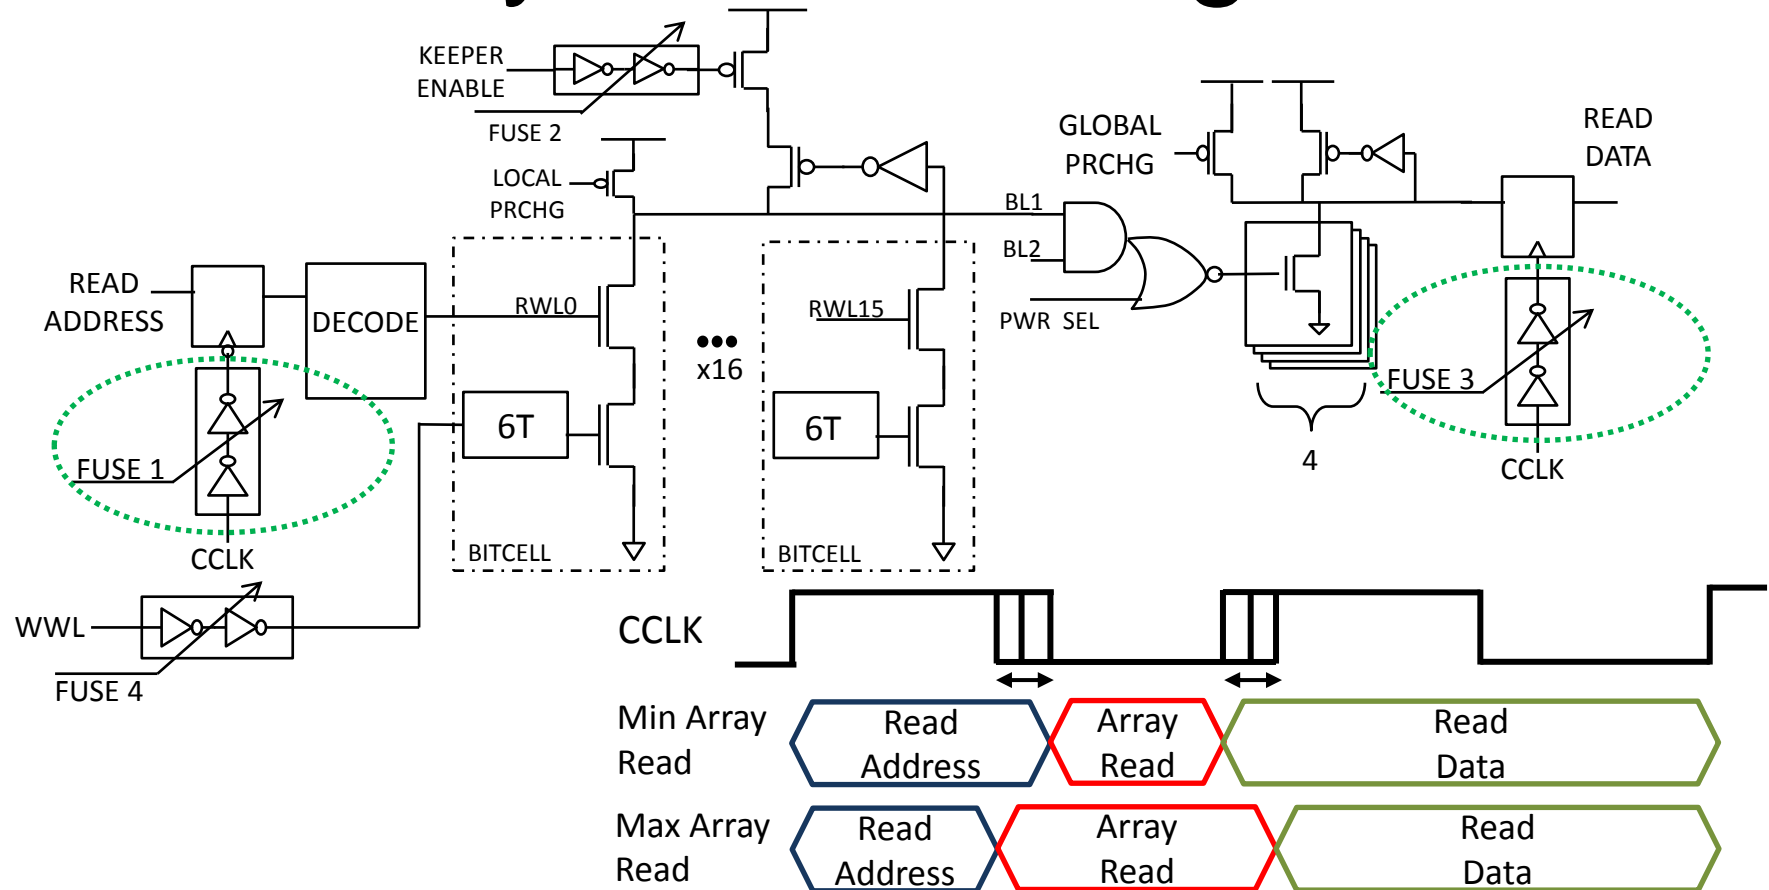 KEEPER
ENABLE
FUSE 2
LOCAL
PRCHG
GLOBAL
PRCHG
READ
DATA
BL1
BL2
PWR SEL
READ
ADDRESS
DECODE
RWL0
RWL15
x16
6T
6T
FUSE 1
FUSE 3
4
CCLK
CCLK
BITCELL
BITCELL
WWL
FUSE 4
CCLK
Min Array
Read
Read
Address
Array
Read
Read
Data
Max Array
Read
Read
Address
Array
Read
Read
Data